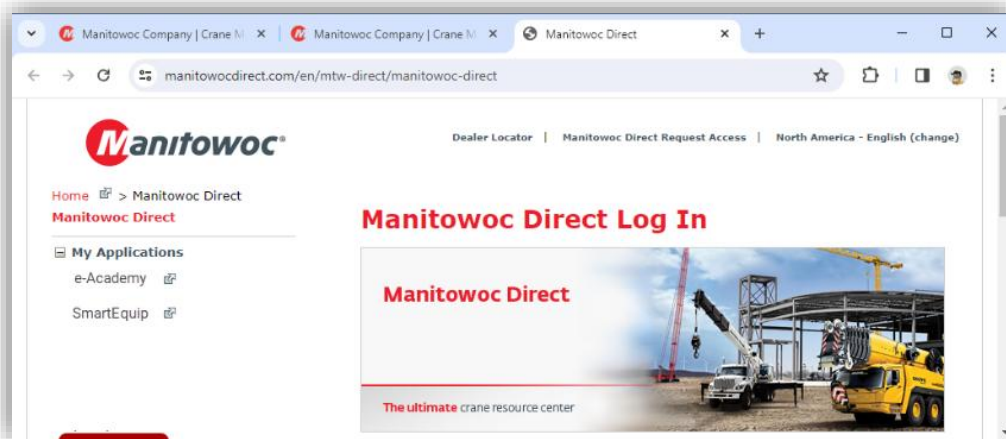 Manitowoc Company | Crane M
Manitowoc Company | Crane M
Manitowoc Direct
manitowocdirect.com/en/mtw-direct/manitowoc-direct
Manitowoc®
Dealer Locator | Manitowoc Direct Request Access | North America - English (change)
Home > Manitowoc Direct
Manitowoc Direct
My Applications
e-Academy
SmartEquip
Manitowoc Direct Log In
Manitowoc Direct
The ultimate crane resource center